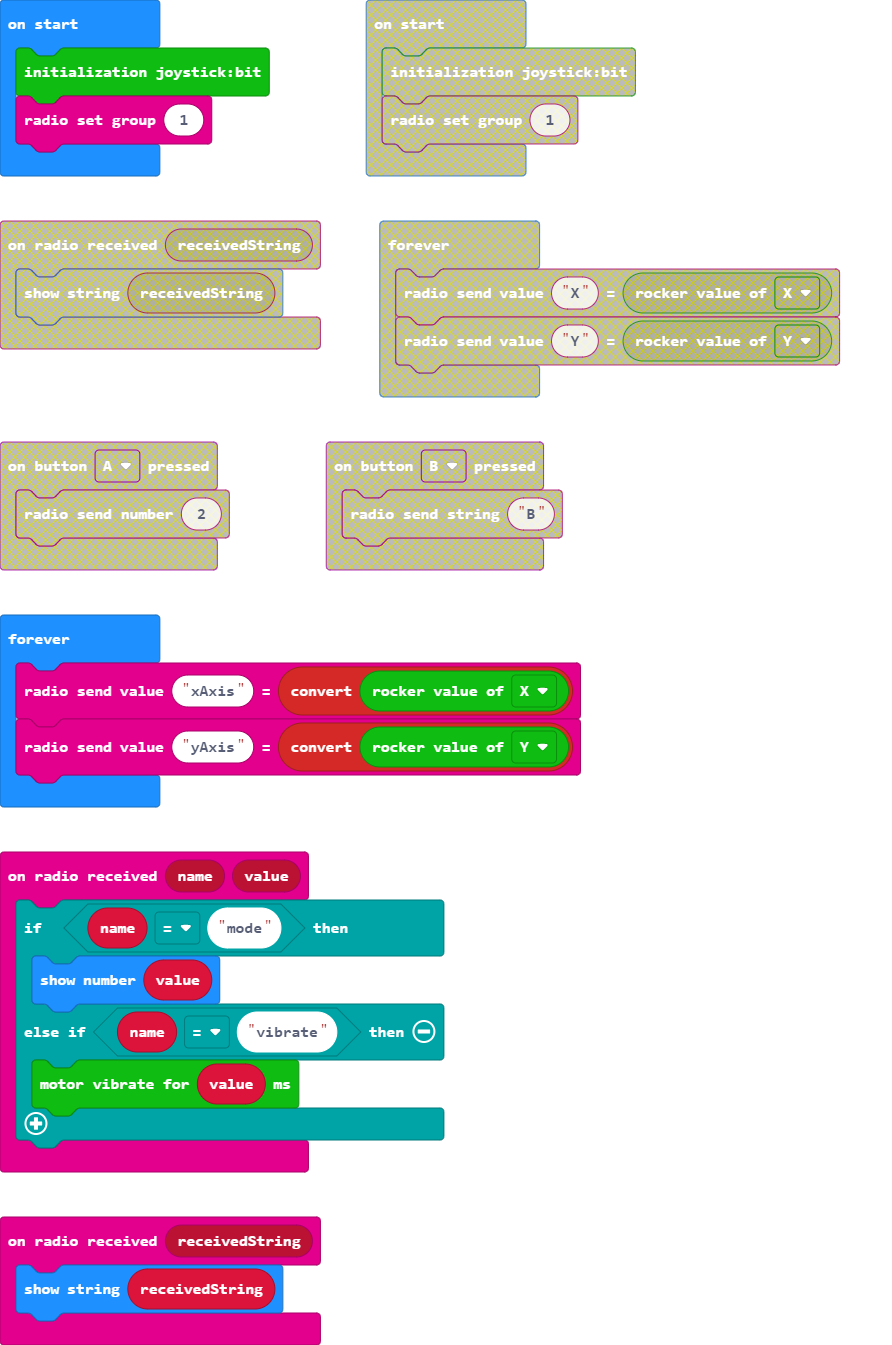 on start
initialization joystick:bit
radio set group 1
on start
initialization joystick:bit
radio set group 1
on radio received receivedString
show string receivedString
forever
radio send value "X" = rocker value of X
radio send value "Y" = rocker value of Y
on button A pressed
radio send number 2
on button B pressed
radio send string "B"
forever
radio send value "xAxis" = convert rocker value of X
radio send value "yAxis" = convert rocker value of Y
on radio received name value
if name = "mode" then
show number value
else if name = "vibrate" then
motor vibrate for value ms
on radio received receivedString
show string receivedString